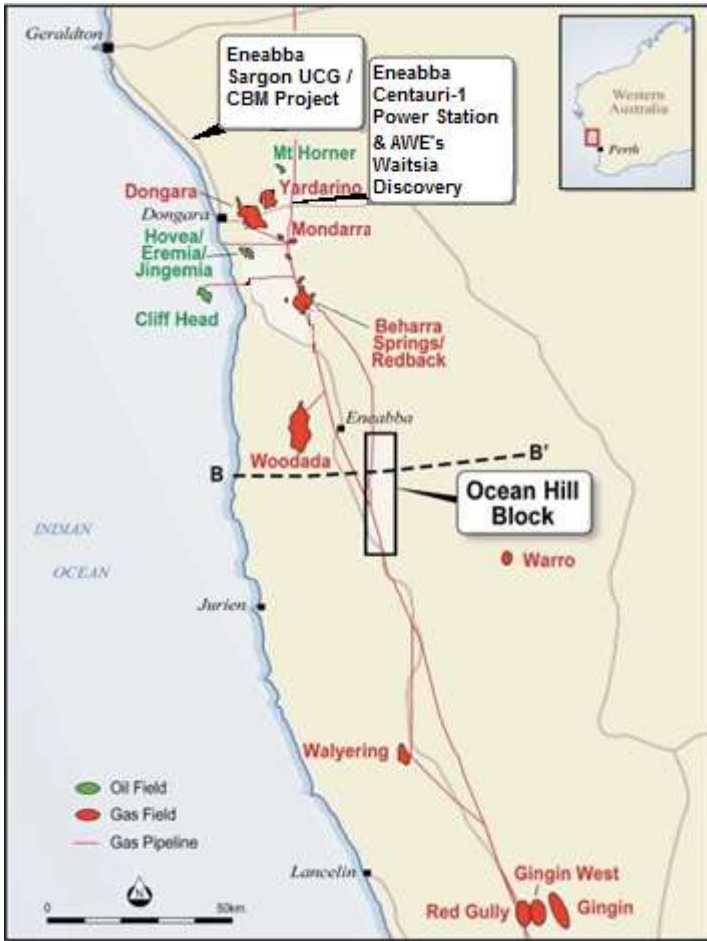 Geraldton
Eneabba
Sargon UCG /
CBM Project
Eneabba
Centauri-1
Power Station
& AWE's
Waitsia
Discovery
Western
Australia
Perth
Mt Horner
Dongara
Yardarino
Dongara
Mondarra
Hovea/
Eremia/
Jingemia
Cliff Head
Beharra
Springs/
Redback
Eneabba
Woodada
B
B'
Ocean Hill
Block
INDIAN
OCEAN
Warro
Jurien
Walyering
Oil Field
Gas Field
Gas Pipeline
Lancelin
N
0
50km
Gingin West
Red Gully
Gingin